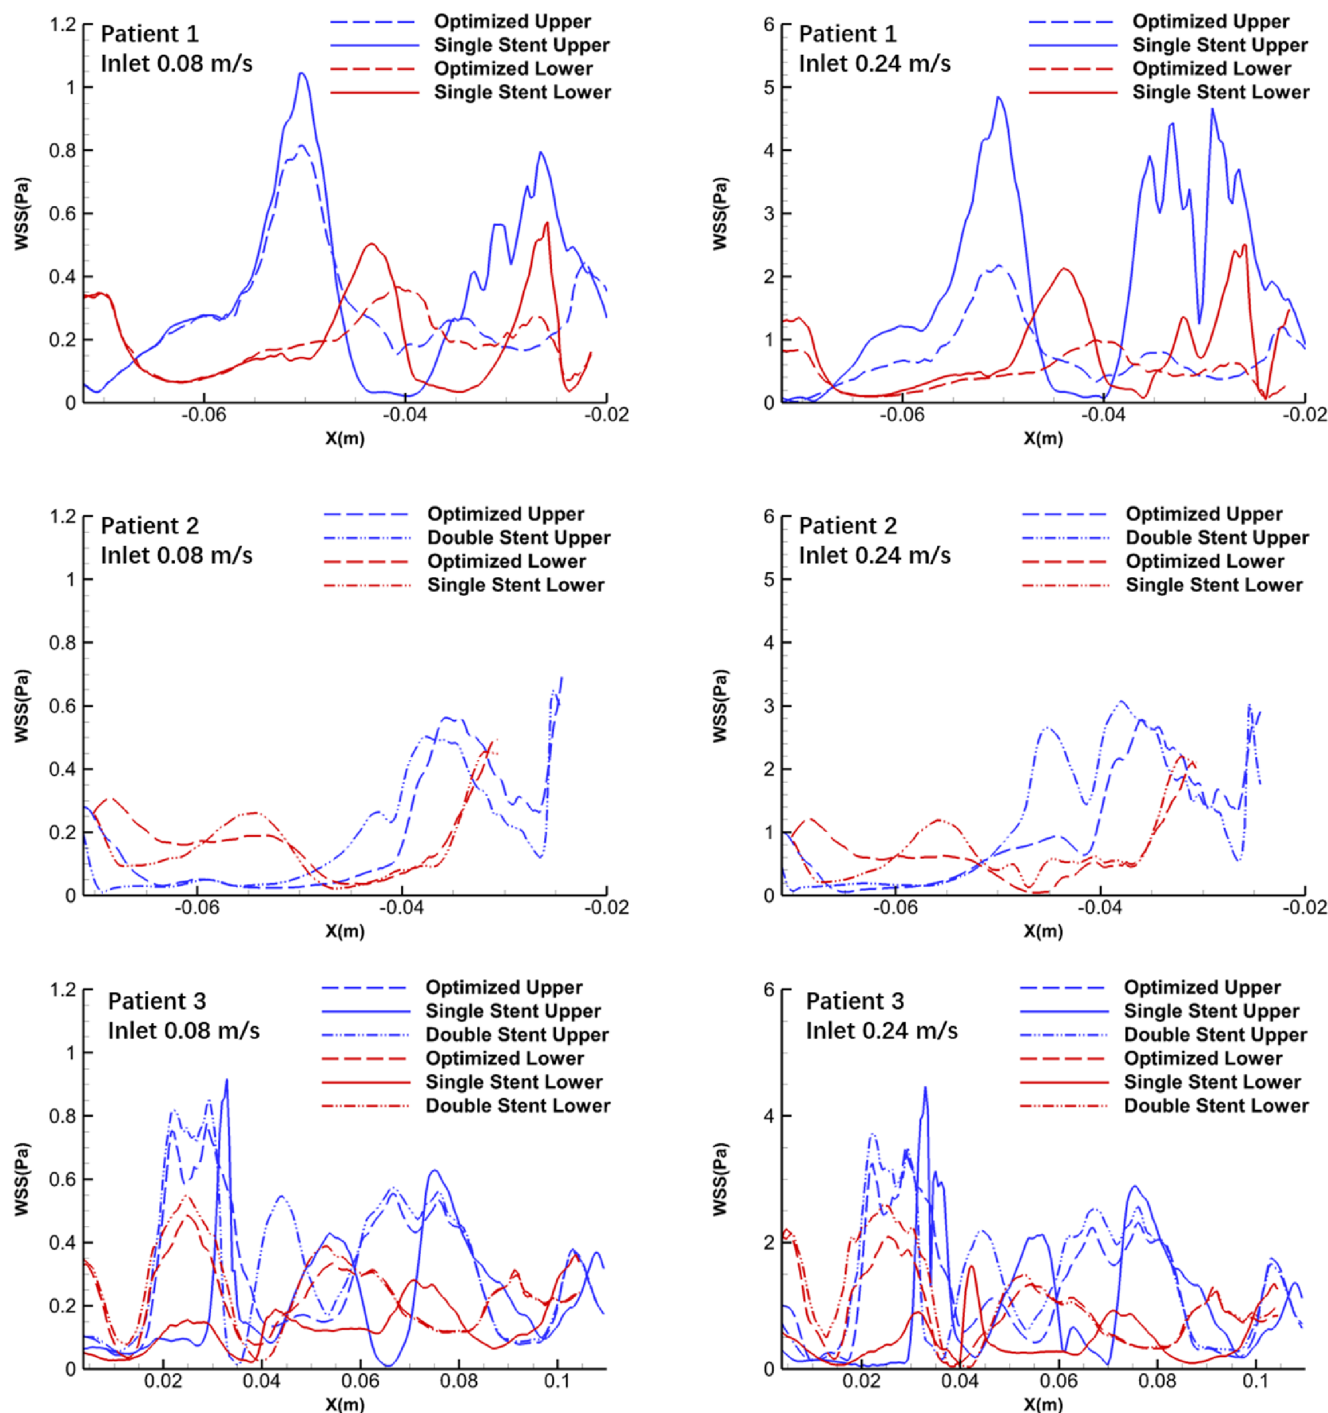 Patient 1
Inlet 0.08 m/s
Optimized Upper
Single Stent Upper
Optimized Lower
Single Stent Lower
1.2
1
0.8
0.6
0.4
0.2
0
WSS(Pa)
-0.06
-0.04
-0.02
X(m)
Patient 1
Inlet 0.24 m/s
Optimized Upper
Single Stent Upper
Optimized Lower
Single Stent Lower
6
5
4
3
2
1
0
WSS(Pa)
-0.06
-0.04
-0.02
X(m)
Patient 2
Inlet 0.08 m/s
Optimized Upper
Double Stent Upper
Optimized Lower
Single Stent Lower
1.2
1
0.8
0.6
0.4
0.2
0
WSS(Pa)
-0.06
-0.04
-0.02
X(m)
Patient 2
Inlet 0.24 m/s
Optimized Upper
Double Stent Upper
Optimized Lower
Single Stent Lower
6
5
4
3
2
1
0
WSS(Pa)
-0.06
-0.04
-0.02
X(m)
Patient 3
Inlet 0.08 m/s
Optimized Upper
Single Stent Upper
Double Stent Upper
Optimized Lower
Single Stent Lower
Double Stent Lower
1.2
1
0.8
0.6
0.4
0.2
0
WSS(Pa)
0.02
0.04
0.06
0.08
0.1
X(m)
Patient 3
Inlet 0.24 m/s
Optimized Upper
Single Stent Upper
Double Stent Upper
Optimized Lower
Single Stent Lower
Double Stent Lower
6
4
2
0
WSS(Pa)
0.02
0.04
0.06
0.08
0.1
X(m)